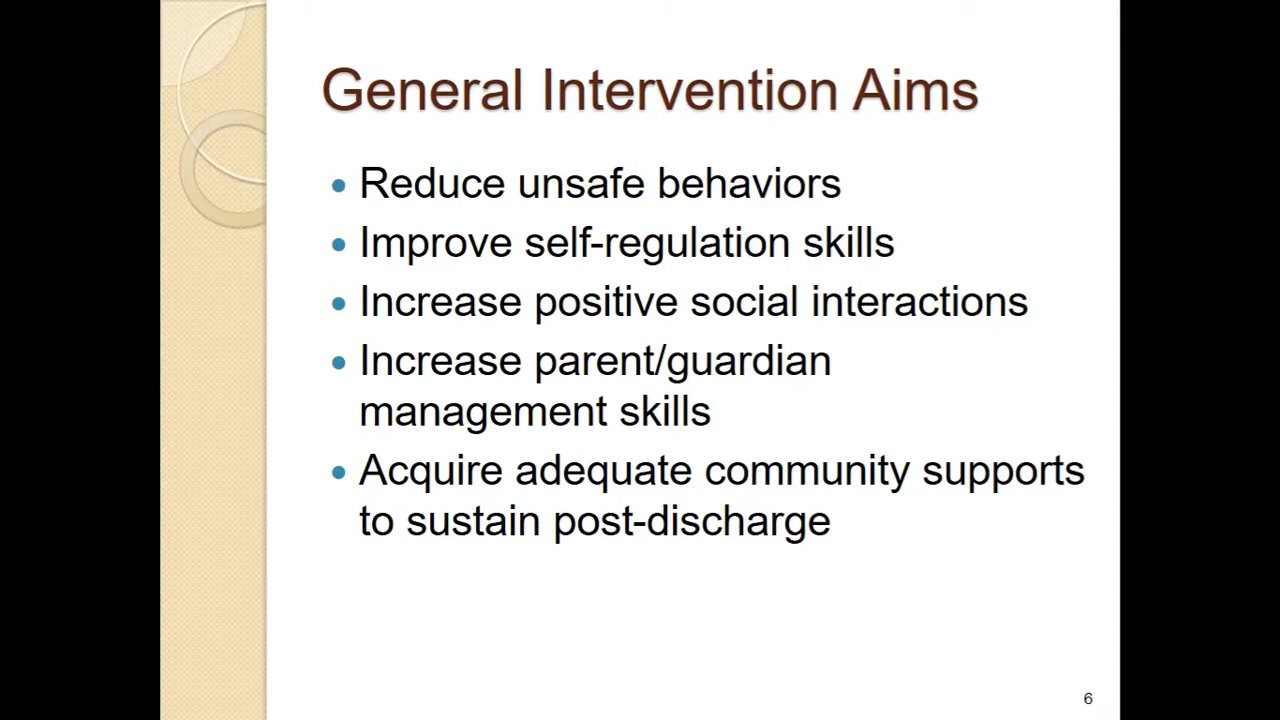 General Intervention Aims
• Reduce unsafe behaviors
• Improve self-regulation skills
• Increase positive social interactions
• Increase parent/guardian
management skills
• Acquire adequate community supports
to sustain post-discharge
6